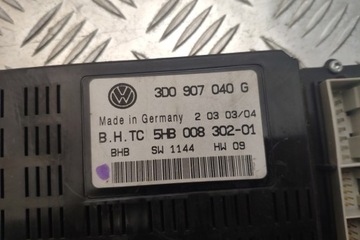 3D0 907 040 G
Made in Germany 2 03 03/04
B.H.TC 5HB 008 302-01
BHB SW 1144 HW 09